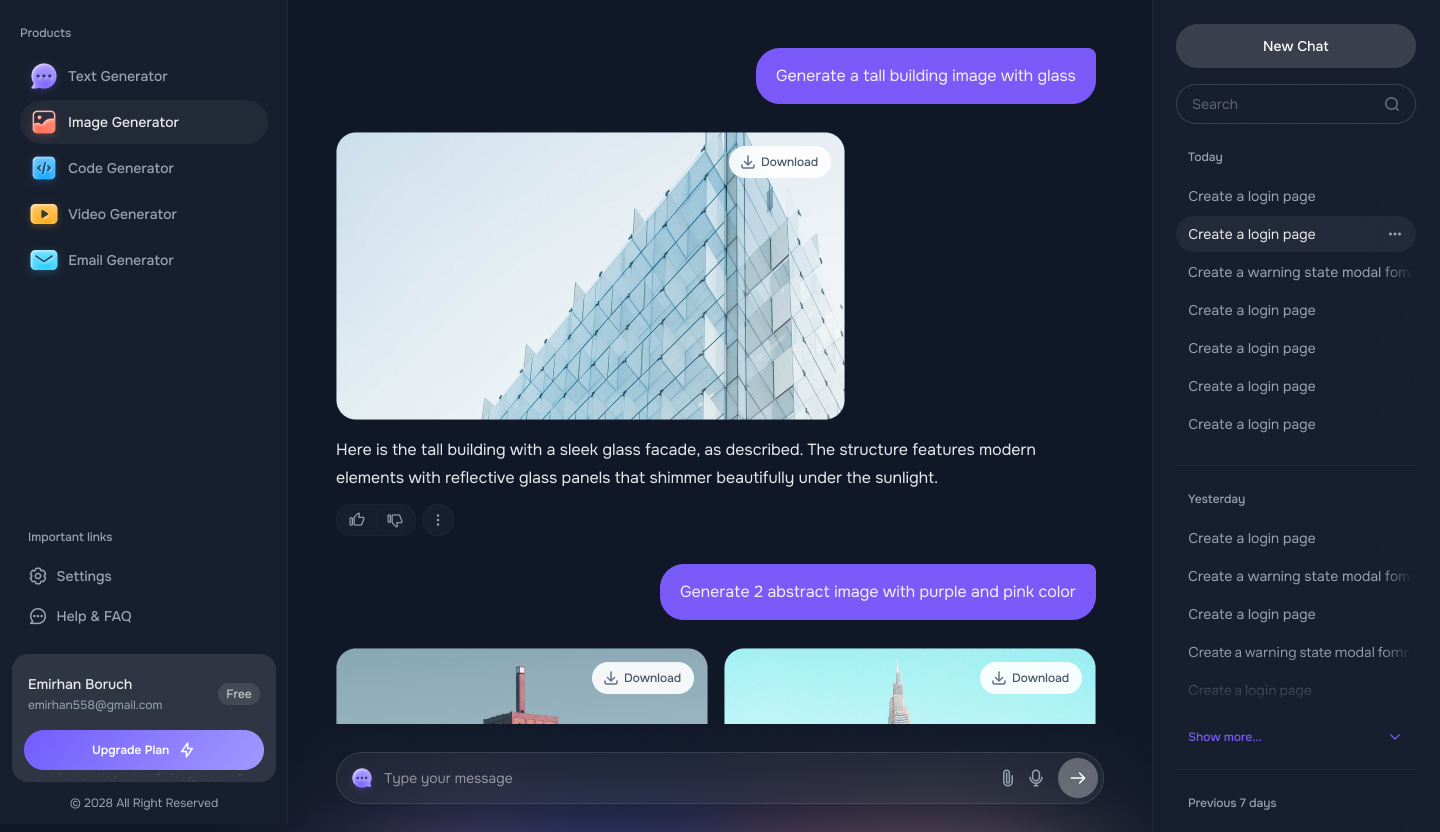 Products
Text Generator
Image Generator
Code Generator
Video Generator
Email Generator
Important links
Settings
Help & FAQ
Emirhan Boruch
emirhan558@gmail.com
Free
Upgrade Plan
© 2028 All Right Reserved
Generate a tall building image with glass
Download
Here is the tall building with a sleek glass facade, as described. The structure features modern
elements with reflective glass panels that shimmer beautifully under the sunlight.
Generate 2 abstract image with purple and pink color
Download
Download
Type your message
New Chat
Search
Today
Create a login page
Create a login page
Create a warning state modal fom
Create a login page
Create a login page
Create a login page
Create a login page
Yesterday
Create a login page
Create a warning state modal fom
Create a login page
Create a warning state modal fomr
Create a login page
Show more...
Previous 7 days